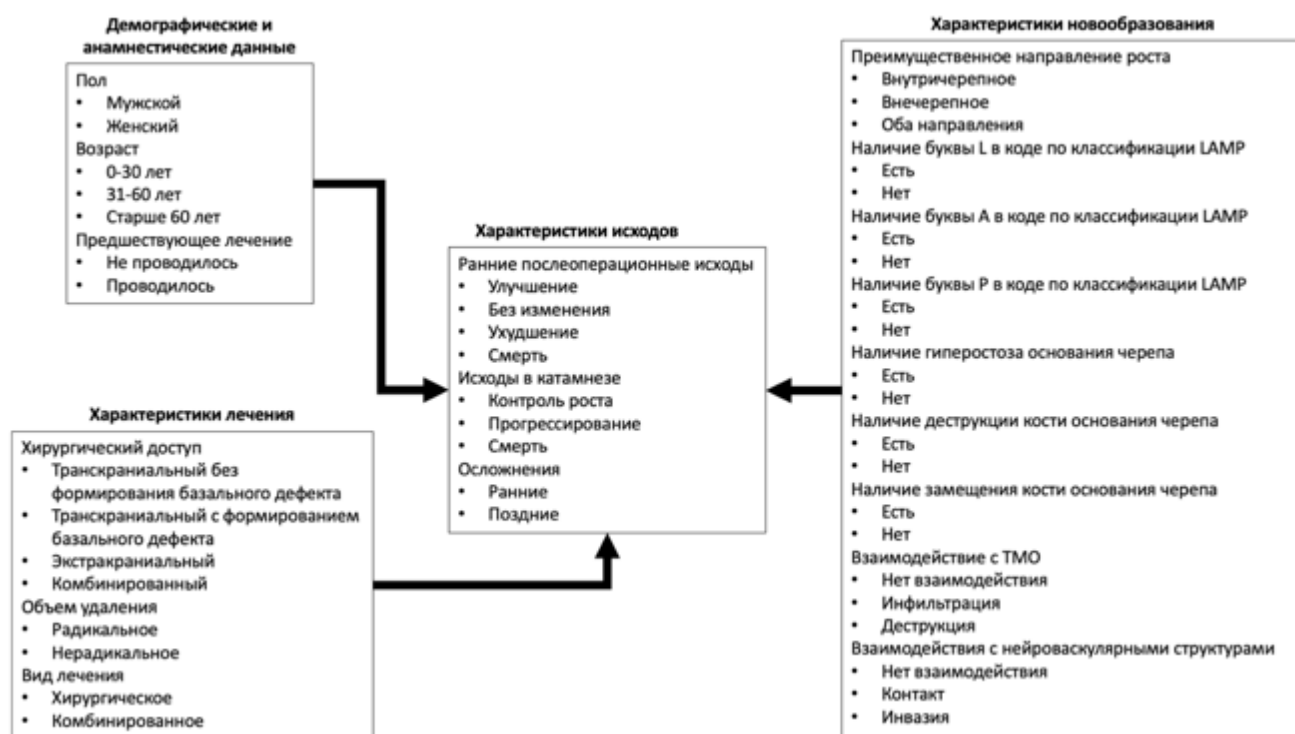 Демографические и
анамнестические данные
Пол
• Мужской
• Женский
Возраст
• 0-30 лет
• 31-60 лет
• Старше 60 лет
Предшествующее лечение
• Не проводилось
• Проводилось
Характеристики лечения
Хирургический доступ
• Транскраниальный без
формирования базального дефекта
• Транскраниальный с формированием
базального дефекта
• Экстракраниальный
• Комбинированный
Объем удаления
• Радикальное
• Нерадикальное
Вид лечения
• Хирургическое
• Комбинированное
Характеристики исходов
Ранние послеоперационные исходы
• Улучшение
• Без изменения
• Ухудшение
• Смерть
Исходы в катамнезе
• Контроль роста
• Прогрессирование
• Смерть
Осложнения
• Ранние
• Поздние
Характеристики новообразования
Преимущественное направление роста
• Внутричерепное
• Внечерепное
• Оба направления
Наличие буквы L в коде по классификации LAMP
• Есть
• Нет
Наличие буквы A в коде по классификации LAMP
• Есть
• Нет
Наличие буквы P в коде по классификации LAMP
• Есть
• Нет
Наличие гиперостоза основания черепа
• Есть
• Нет
Наличие деструкции кости основания черепа
• Есть
• Нет
Наличие замещения кости основания черепа
• Есть
• Нет
Взаимодействие с ТМО
• Нет взаимодействия
• Инфильтрация
• Деструкция
Взаимодействия с нейроваскулярными структурами
• Нет взаимодействия
• Контакт
• Инвазия